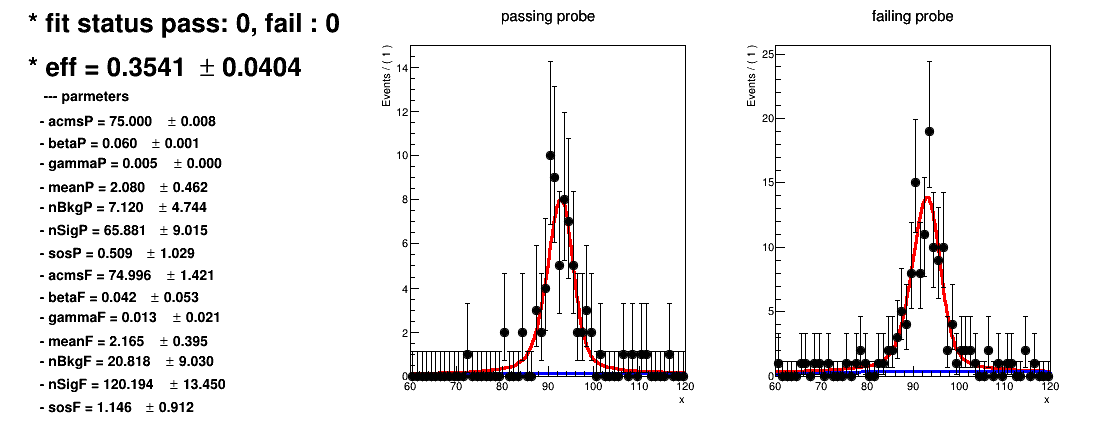 * fit status pass: 0, fail : 0
* eff = 0.3541 ± 0.0404
--- parmeters
- acmsP = 75.000 ± 0.008
- betaP = 0.060 ± 0.001
- gammaP = 0.005 ± 0.000
- meanP = 2.080 ± 0.462
- nBkgP = 7.120 ± 4.744
- nSigP = 65.881 ± 9.015
- sosP = 0.509 ± 1.029
- acmsF = 74.996 ± 1.421
- betaF = 0.042 ± 0.053
- gammaF = 0.013 ± 0.021
- meanF = 2.165 ± 0.395
- nBkgF = 20.818 ± 9.030
- nSigF = 120.194 ± 13.450
- sosF = 1.146 ± 0.912
passing probe
Events / ( 1 )
14
12
10
8
6
4
2
0
60 70 80 90 100 110 120
x
failing probe
Events / ( 1 )
25
20
15
10
5
0
60 70 80 90 100 110 120
x